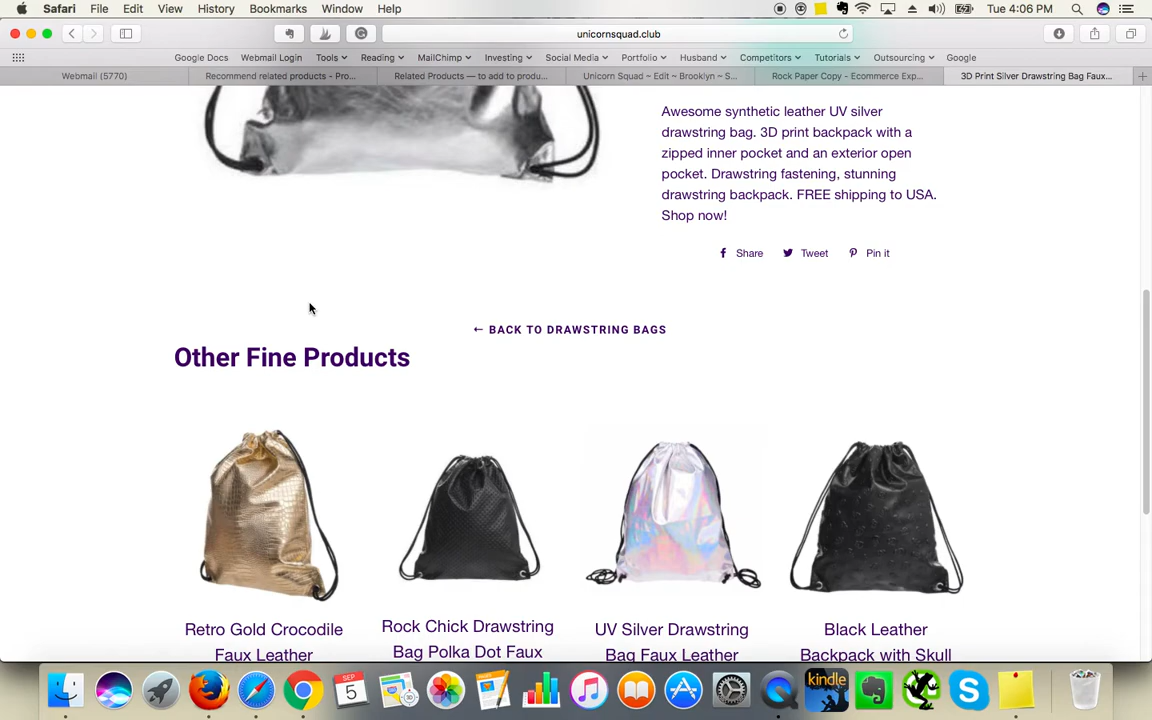 Safari File Edit View History Bookmarks Window Help Tue 4:06 PM
unicornsquad.club
Google Docs Webmail Login Tools Reading MailChimp Investing Social Media Portfolio Husband Competitors Tutorials Outsourcing Google
Webmail (5770) Recommend related products - Pro... Related Products — to add to produ... Unicorn Squad ~ Edit ~ Brooklyn ~ S... Rock Paper Copy - Ecommerce Exp... 3D Print Silver Drawstring Bag Faux...
Awesome synthetic leather UV silver
drawstring bag. 3D print backpack with a
zipped inner pocket and an exterior open
pocket. Drawstring fastening, stunning
drawstring backpack. FREE shipping to USA.
Shop now!
Share Tweet Pin it
← BACK TO DRAWSTRING BAGS
Other Fine Products
Retro Gold Crocodile
Faux Leather
Rock Chick Drawstring
Bag Polka Dot Faux
UV Silver Drawstring
Bag Faux Leather
Black Leather
Backpack with Skull
SEP
5
kindle